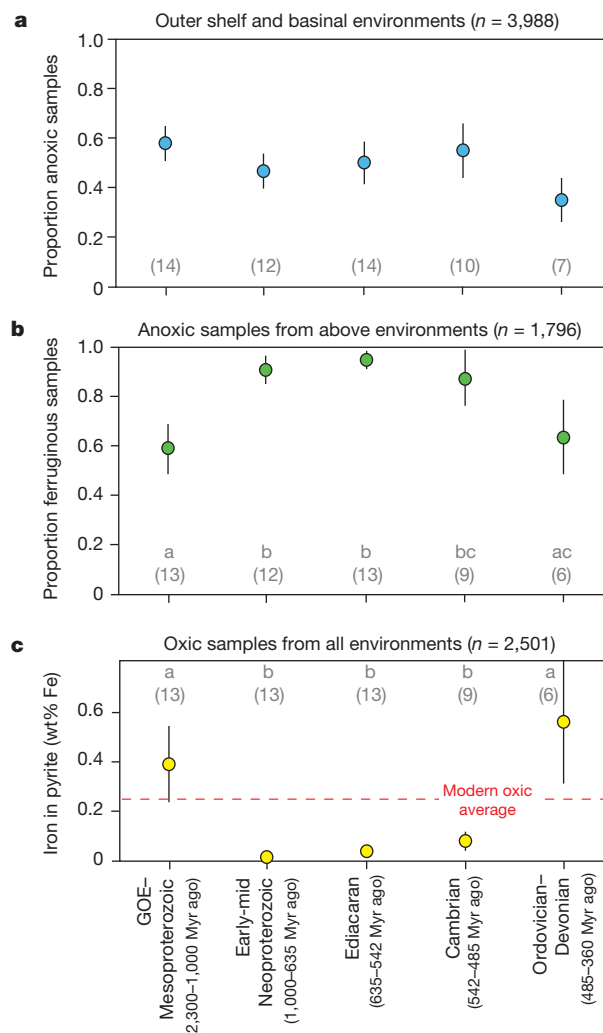 a Outer shelf and basinal environments (n = 3,988)
Proportion anoxic samples
1.0
0.8
0.6
0.4
0.2
0
(14) (12) (14) (10) (7)
b Anoxic samples from above environments (n = 1,796)
Proportion ferruginous samples
1.0
0.8
0.6
0.4
0.2
0
a b b bc ac
(13) (12) (13) (9) (6)
c Oxic samples from all environments (n = 2,501)
Iron in pyrite (wt% Fe)
0.6
0.4
0.2
0
a b b b a
(13) (13) (13) (9) (6)
Modern oxic
average
GOE–
Mesoproterozoic
2,300–1,000 Myr ago)
Early-mid
Neoproterozoic
(1,000–635 Myr ago)
Ediacaran
(635–542 Myr ago)
Cambrian
(542–485 Myr ago)
Ordovician–
Devonian
(485–360 Myr ago)